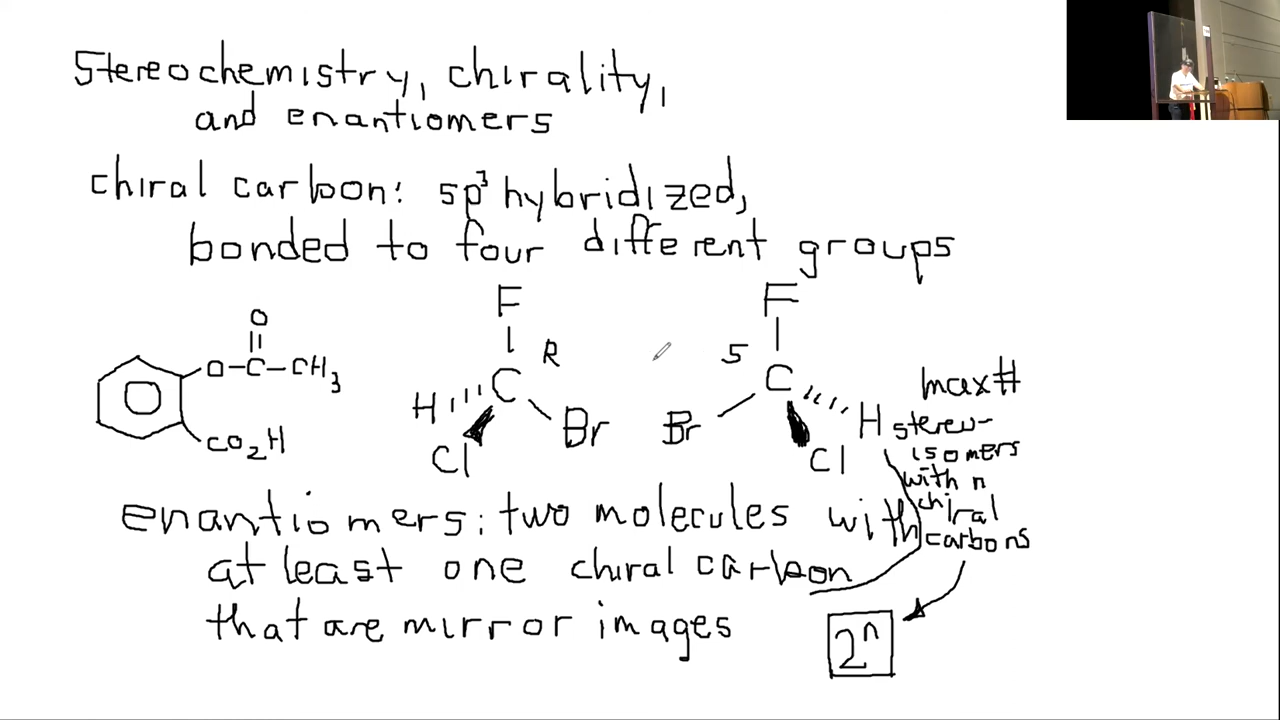 Stereochemistry, chirality,
and enantiomers
chiral carbon: sp³ hybridized,
bonded to four different groups
O
O-C-CH₃
CO₂H
F
C
R
H
Br
Cl
F
S
C
Br
H
Cl
max #
stereo-
isomers
with n
chiral
carbons
2ⁿ
enantiomers: two molecules with
at least one chiral carbon
that are mirror images